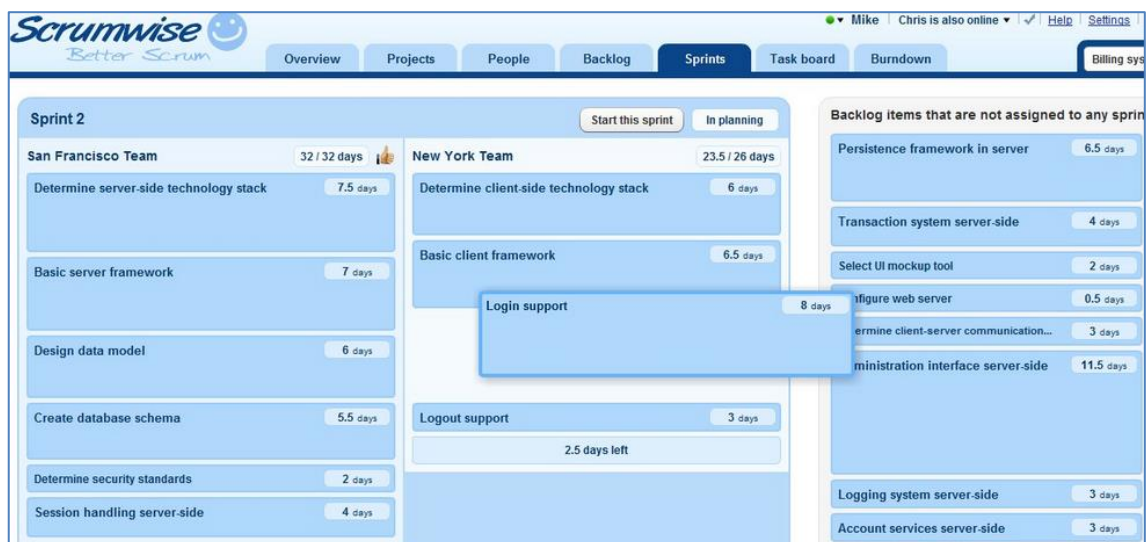 Scrumwise
Better Scrum
Mike Chris is also online Help Settings
Overview Projects People Backlog Sprints Task board Burndown Billing sys
Sprint 2 Start this sprint In planning
San Francisco Team 32 / 32 days
Determine server-side technology stack 7.5 days
Basic server framework 7 days
Design data model 6 days
Create database schema 5.5 days
Determine security standards 2 days
Session handling server-side 4 days
New York Team 23.5 / 26 days
Determine client-side technology stack 6 days
Basic client framework 6.5 days
Login support 8 days
Logout support 3 days
2.5 days left
Backlog items that are not assigned to any sprin
Persistence framework in server 6.5 days
Transaction system server-side 4 days
Select UI mockup tool 2 days
nfigure web server 0.5 days
ermine client-server communication... 3 days
ministration interface server-side 11.5 days
Logging system server-side 3 days
Account services server-side 3 days